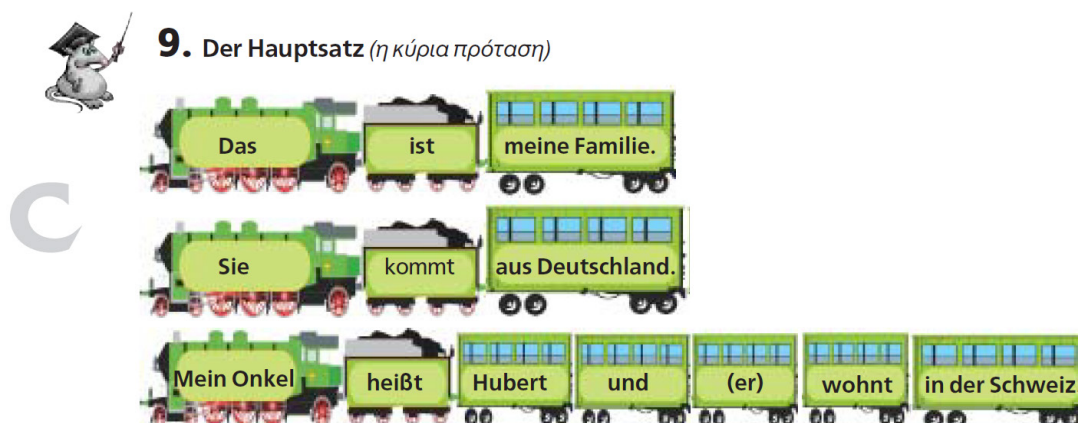 9. Der Hauptsatz (η κύρια πρόταση)
Das ist meine Familie.
C
Sie kommt aus Deutschland.
Mein Onkel heißt Hubert und (er) wohnt in der Schweiz